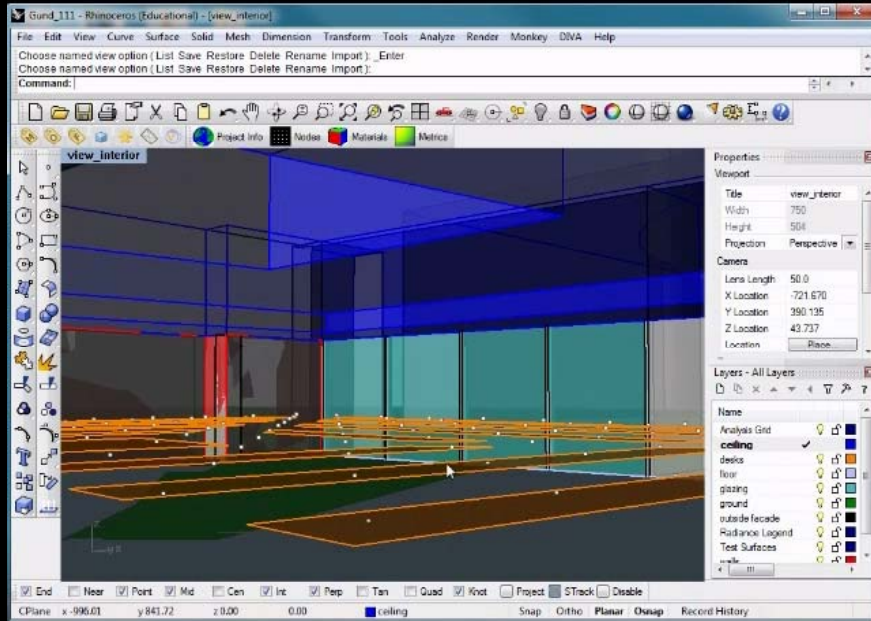 Gund_111 - Rhinoceros (Educational) - [view_interior]
File Edit View Curve Surface Solid Mesh Dimension Transform Tools Analyze Render Monkey DIVA Help
Choose named view option ( List Save Restore Delete Rename Import ): _Enter
Choose named view option ( List Save Restore Delete Rename Import ):
Command:
Project Info Nodes Materials Metrics
view_interior
Properties
Viewport
Title view_interior
Width 750
Height 504
Projection Perspective
Camera
Lens Length 50.0
X Location -721.670
Y Location 390.135
Z Location 43.737
Location Place...
Layers - All Layers
Name
Analysis Grid
ceiling
desks
floor
glazing
ground
outside facade
Radiance Legend
Test Surfaces
walls
End Near Point Mid Cen Int Perp Tan Quad Knot Project STrack Disable
CPlane x -996.01 y 841.72 z 0.00 0.00 ceiling Snap Ortho Planar Osnap Record History